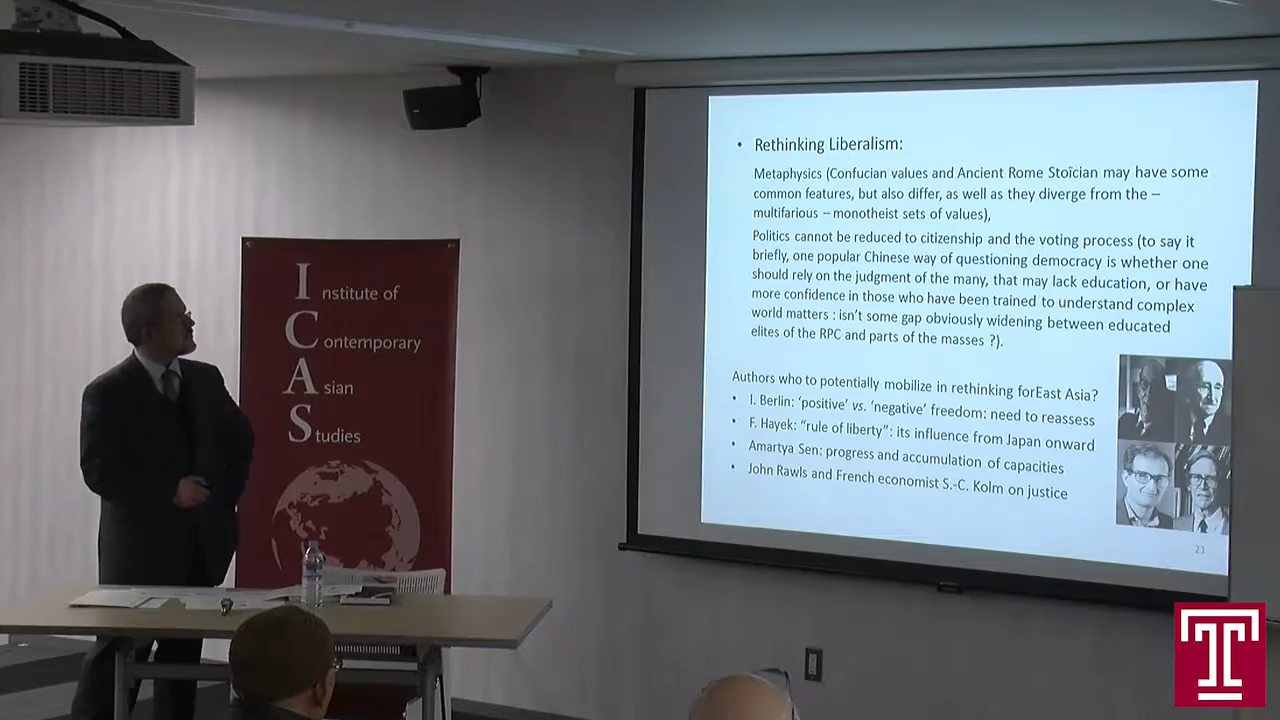 Institute of
Contemporary
Asian
Studies
• Rethinking Liberalism:
Metaphysics (Confucian values and Ancient Rome Stoïcian may have some
common features, but also differ, as well as they diverge from the –
multifarious – monotheist sets of values),
Politics cannot be reduced to citizenship and the voting process (to say it
briefly, one popular Chinese way of questioning democracy is whether one
should rely on the judgment of the many, that may lack education, or have
more confidence in those who have been trained to understand complex
world matters : isn't some gap obviously widening between educated
elites of the RPC and parts of the masses ?).
Authors who to potentially mobilize in rethinking forEast Asia?
• I. Berlin: 'positive' vs. 'negative' freedom: need to reassess
• F. Hayek: "rule of liberty": its influence from Japan onward
• Amartya Sen: progress and accumulation of capacities
• John Rawls and French economist S.-C. Kolm on justice
21
T